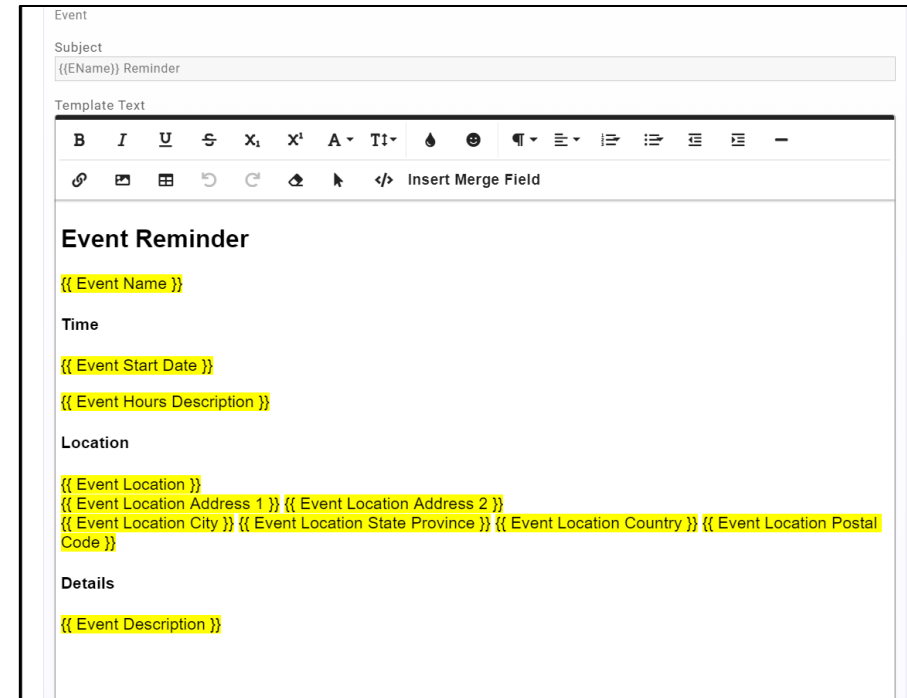 Event
Subject
{{EName}} Reminder
Template Text
B I U S X₁ X¹ A T
Insert Merge Field
Event Reminder
{{ Event Name }}
Time
{{ Event Start Date }}
{{ Event Hours Description }}
Location
{{ Event Location }}
{{ Event Location Address 1 }} {{ Event Location Address 2 }}
{{ Event Location City }} {{ Event Location State Province }} {{ Event Location Country }} {{ Event Location Postal
Code }}
Details
{{ Event Description }}